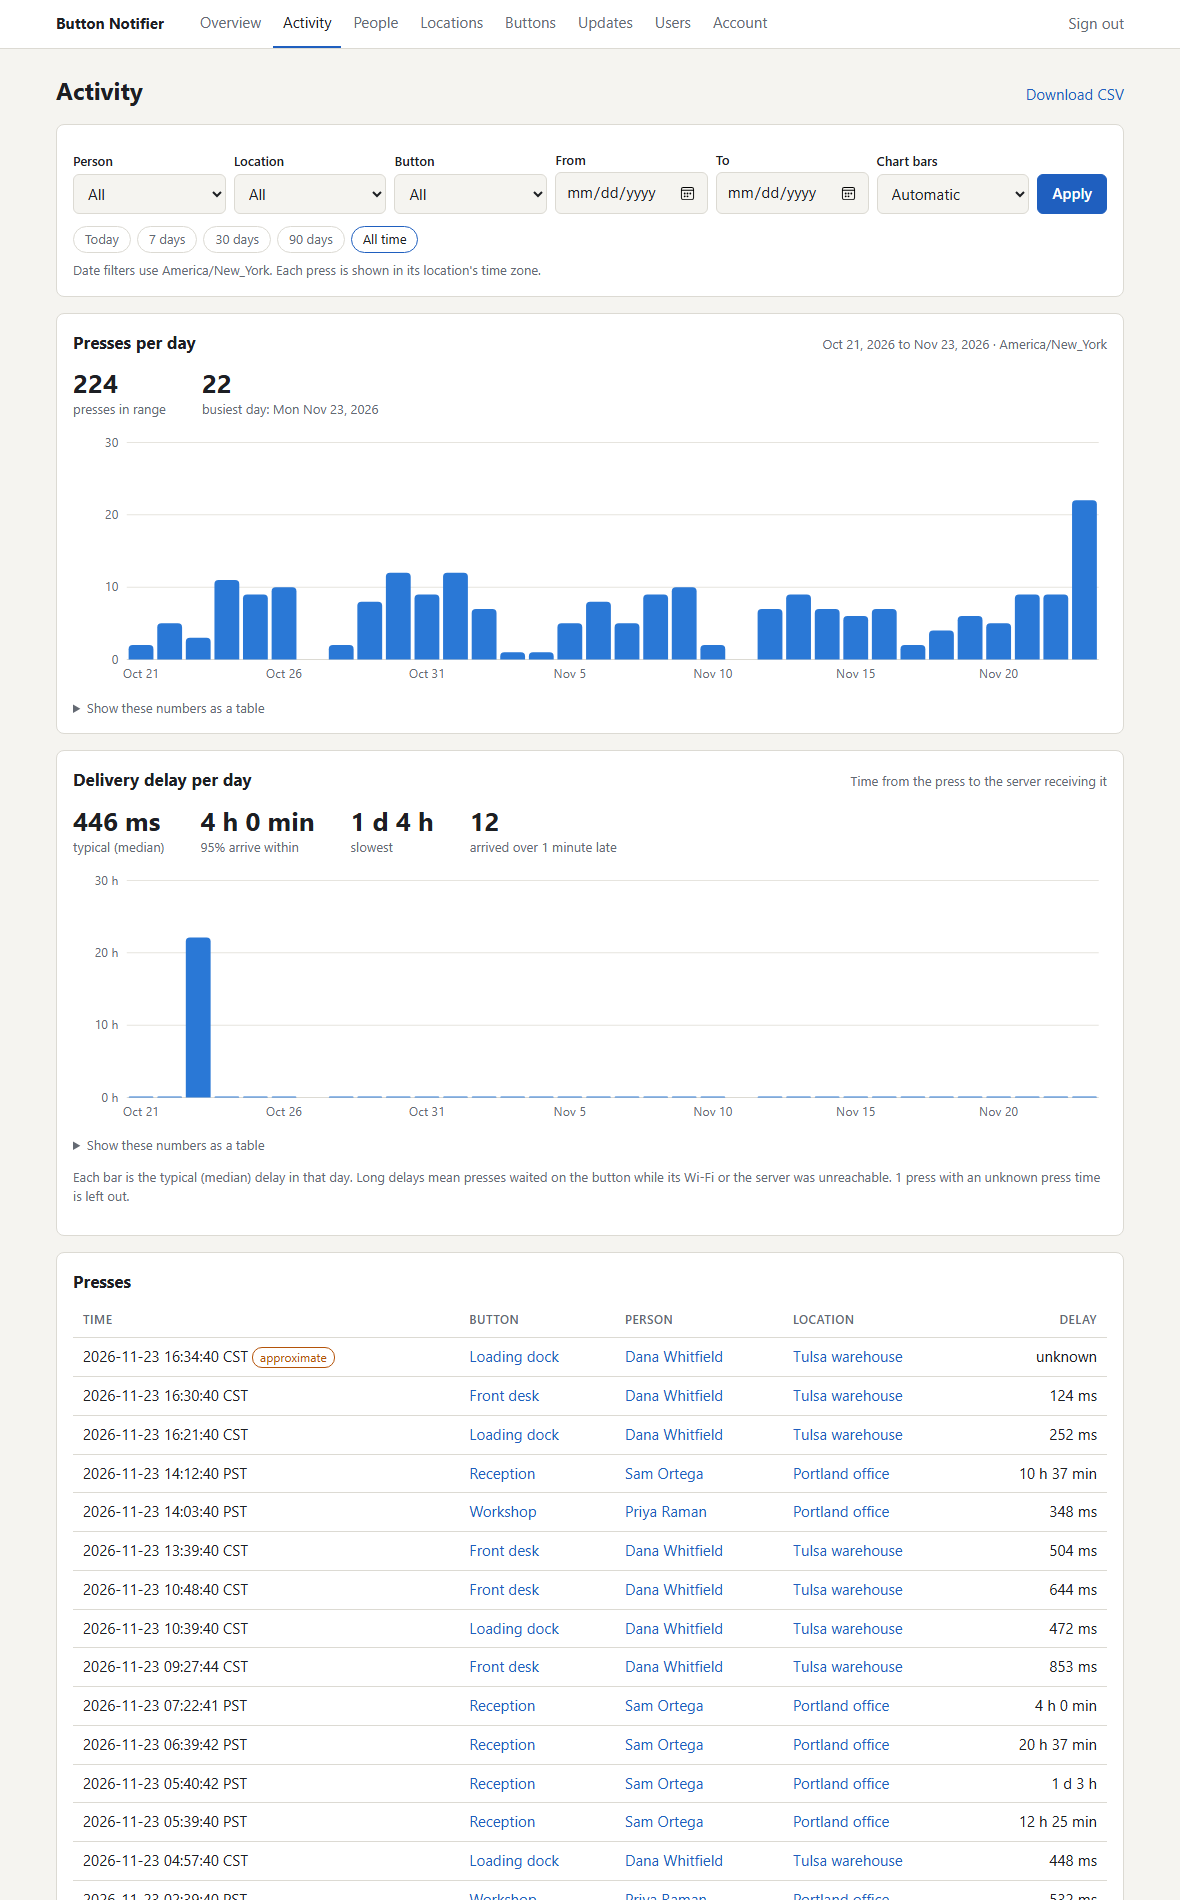 Button Notifier Overview Activity People Locations Buttons Updates Users Account Sign out
Activity
Download CSV
Person Location Button From To Chart bars
All All All mm/dd/yyyy mm/dd/yyyy Automatic Apply
Today 7 days 30 days 90 days All time
Date filters use America/New_York. Each press is shown in its location's time zone.
Presses per day
Oct 21, 2026 to Nov 23, 2026 · America/New_York
224 22
presses in range busiest day: Mon Nov 23, 2026
30
20
10
0
Oct 21 Oct 26 Oct 31 Nov 5 Nov 10 Nov 15 Nov 20
Show these numbers as a table
Delivery delay per day
Time from the press to the server receiving it
446 ms 4 h 0 min 1 d 4 h 12
typical (median) 95% arrive within slowest arrived over 1 minute late
30 h
20 h
10 h
0 h
Oct 21 Oct 26 Oct 31 Nov 5 Nov 10 Nov 15 Nov 20
Show these numbers as a table
Each bar is the typical (median) delay in that day. Long delays mean presses waited on the button while its Wi-Fi or the server was unreachable. 1 press with an unknown press time
is left out.
Presses
TIME BUTTON PERSON LOCATION DELAY
2026-11-23 16:34:40 CST approximate Loading dock Dana Whitfield Tulsa warehouse unknown
2026-11-23 16:30:40 CST Front desk Dana Whitfield Tulsa warehouse 124 ms
2026-11-23 16:21:40 CST Loading dock Dana Whitfield Tulsa warehouse 252 ms
2026-11-23 14:12:40 PST Reception Sam Ortega Portland office 10 h 37 min
2026-11-23 14:03:40 PST Workshop Priya Raman Portland office 348 ms
2026-11-23 13:39:40 CST Front desk Dana Whitfield Tulsa warehouse 504 ms
2026-11-23 10:48:40 CST Front desk Dana Whitfield Tulsa warehouse 644 ms
2026-11-23 10:39:40 CST Loading dock Dana Whitfield Tulsa warehouse 472 ms
2026-11-23 09:27:44 CST Front desk Dana Whitfield Tulsa warehouse 853 ms
2026-11-23 07:22:41 PST Reception Sam Ortega Portland office 4 h 0 min
2026-11-23 06:39:42 PST Reception Sam Ortega Portland office 20 h 37 min
2026-11-23 05:40:42 PST Reception Sam Ortega Portland office 1 d 3 h
2026-11-23 05:39:40 PST Reception Sam Ortega Portland office 12 h 25 min
2026-11-23 04:57:40 CST Loading dock Dana Whitfield Tulsa warehouse 448 ms
2026-11-23 02:39:40 PST Workshop Priya Raman Portland office 532 ms